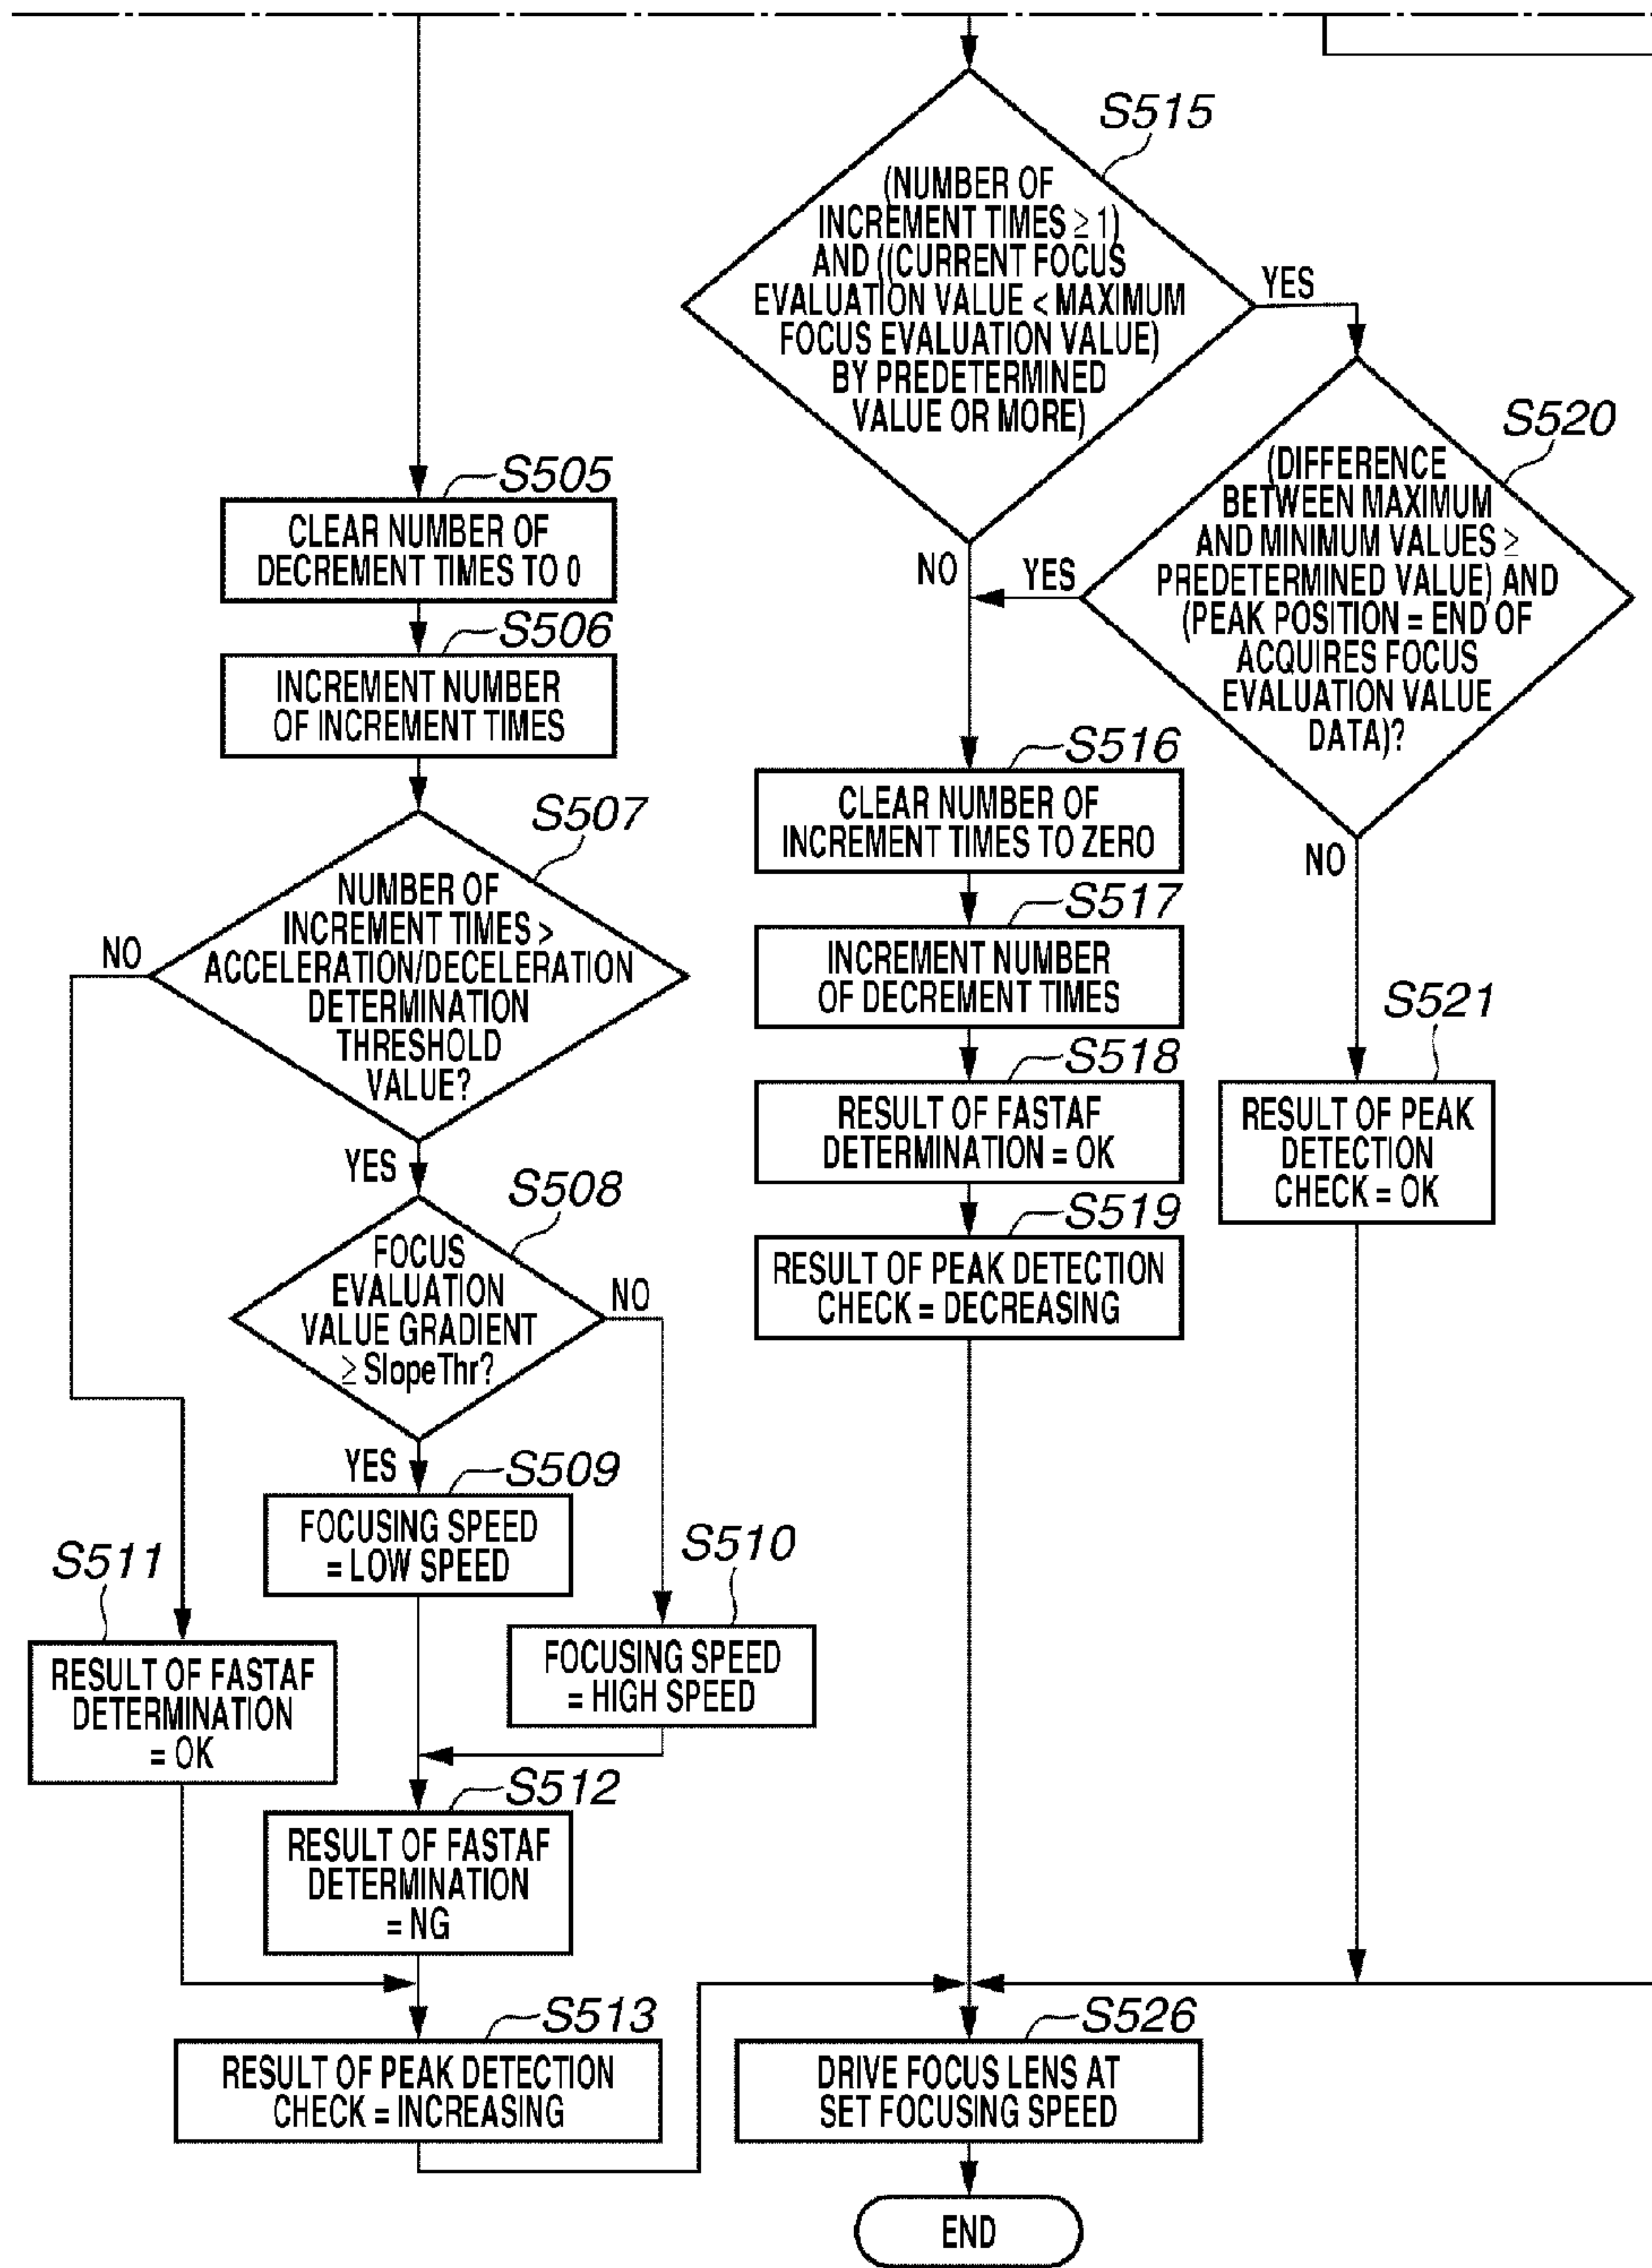 S515
(NUMBER OF
INCREMENT TIMES ≥ 1)
AND ((CURRENT FOCUS
EVALUATION VALUE < MAXIMUM
FOCUS EVALUATION VALUE)
BY PREDETERMINED
VALUE OR MORE)
YES
NO
S520
(DIFFERENCE
BETWEEN MAXIMUM
AND MINIMUM VALUES ≥
PREDETERMINED VALUE) AND
(PEAK POSITION = END OF
ACQUIRES FOCUS
EVALUATION VALUE
DATA)?
YES
NO
S505
CLEAR NUMBER OF
DECREMENT TIMES TO 0
S506
INCREMENT NUMBER
OF INCREMENT TIMES
S507
NUMBER OF
INCREMENT TIMES >
ACCELERATION/DECELERATION
DETERMINATION
THRESHOLD
VALUE?
NO
YES
S508
FOCUS
EVALUATION
VALUE GRADIENT
≥ SlopeThr?
NO
YES
S509
FOCUSING SPEED
= LOW SPEED
S510
FOCUSING SPEED
= HIGH SPEED
S511
RESULT OF FASTAF
DETERMINATION
= OK
S512
RESULT OF FASTAF
DETERMINATION
= NG
S513
RESULT OF PEAK DETECTION
CHECK = INCREASING
S516
CLEAR NUMBER OF
INCREMENT TIMES TO ZERO
S517
INCREMENT NUMBER
OF DECREMENT TIMES
S518
RESULT OF FASTAF
DETERMINATION = OK
S519
RESULT OF PEAK DETECTION
CHECK = DECREASING
S521
RESULT OF PEAK
DETECTION
CHECK = OK
S526
DRIVE FOCUS LENS AT
SET FOCUSING SPEED
END